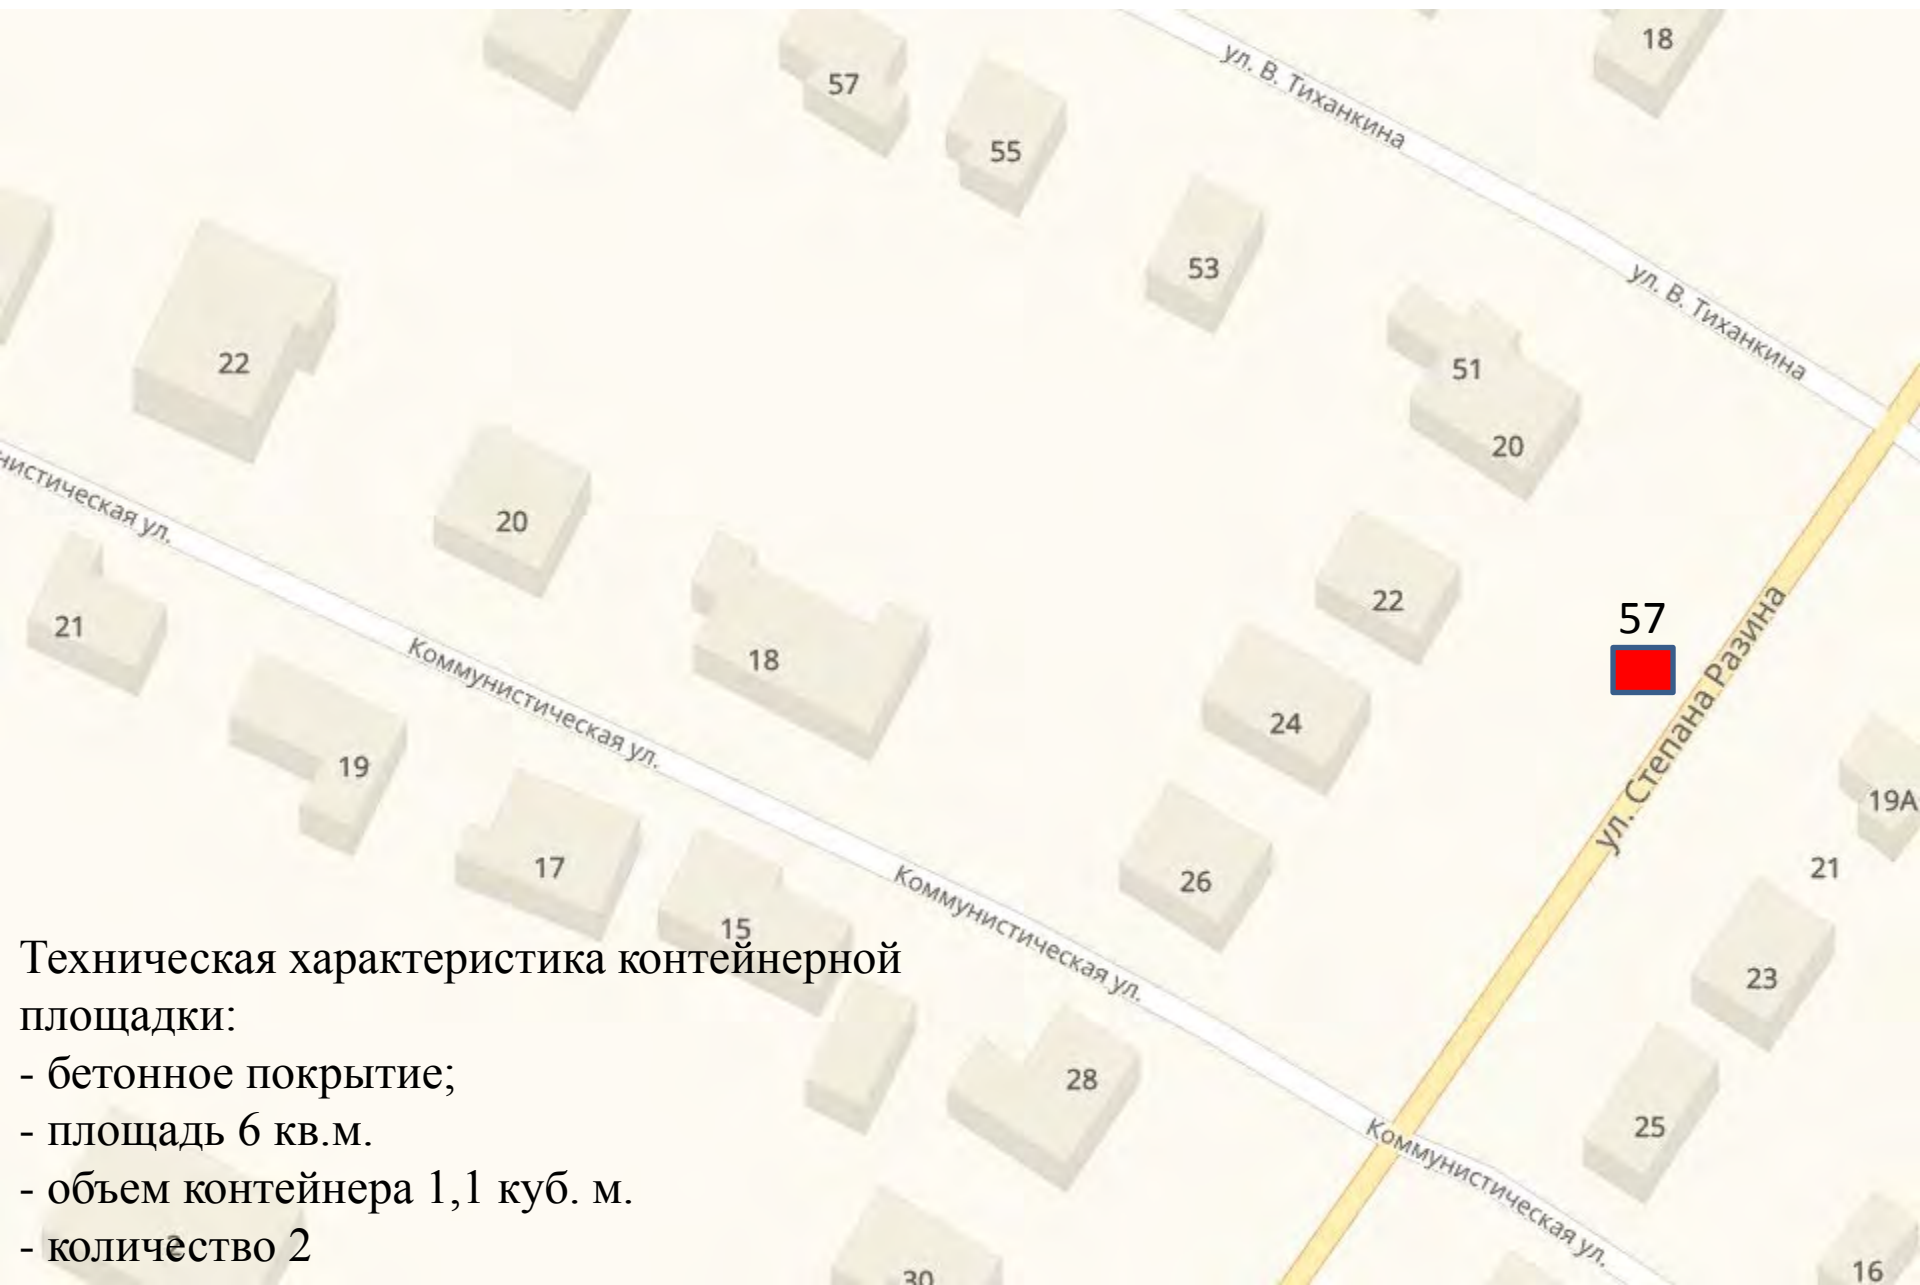 18
ул. В. Тиханкина
57
55
53
ул. В. Тиханкина
22
51
20
нистическая ул.
20
22
57
21
18
Коммунистическая ул.
ул. Степана Разина
24
19
19А
17
21
26
Коммунистическая ул.
15
23
Техническая характеристика контейнерной
площадки:
- бетонное покрытие;
- площадь 6 кв.м.
- объем контейнера 1,1 куб. м.
- количество 2
28
25
Коммунистическая ул.
2
30
16